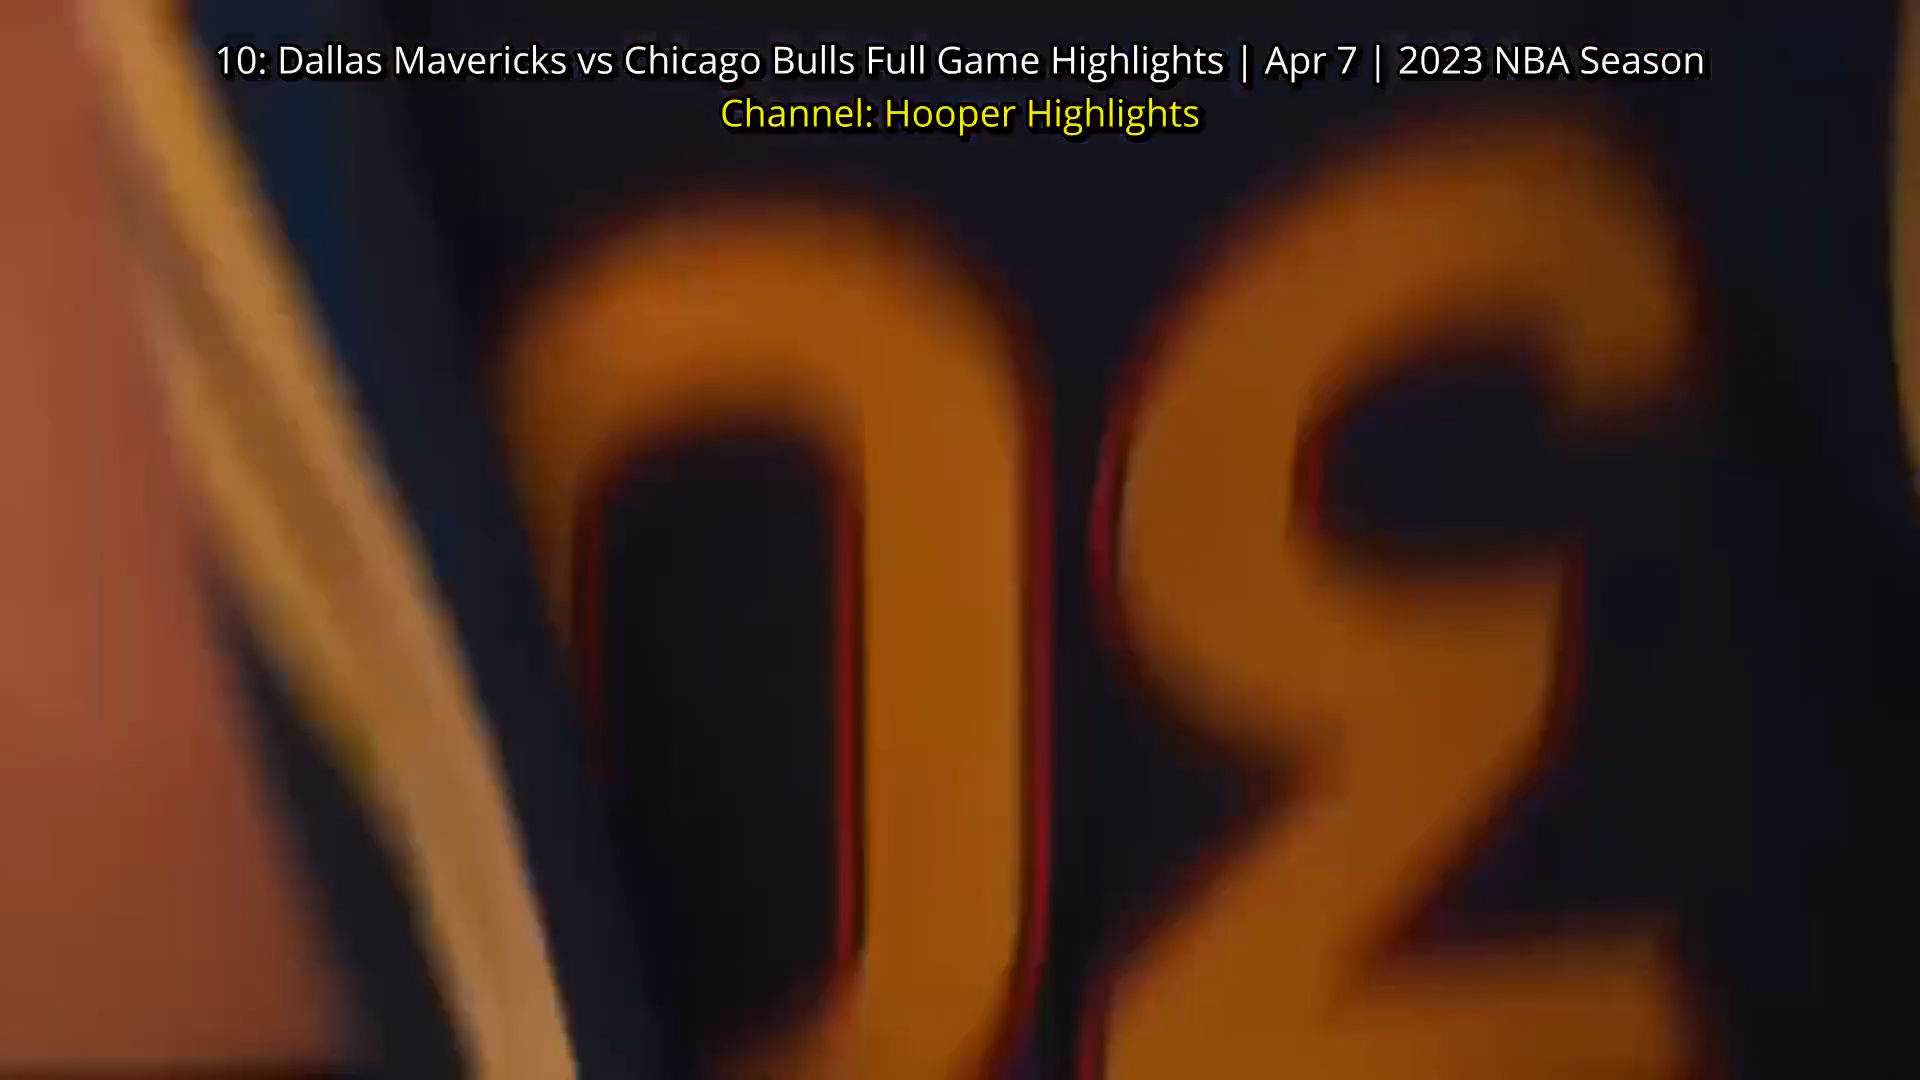 10: Dallas Mavericks vs Chicago Bulls Full Game Highlights | Apr 7 | 2023 NBA Season
Channel: Hooper Highlights